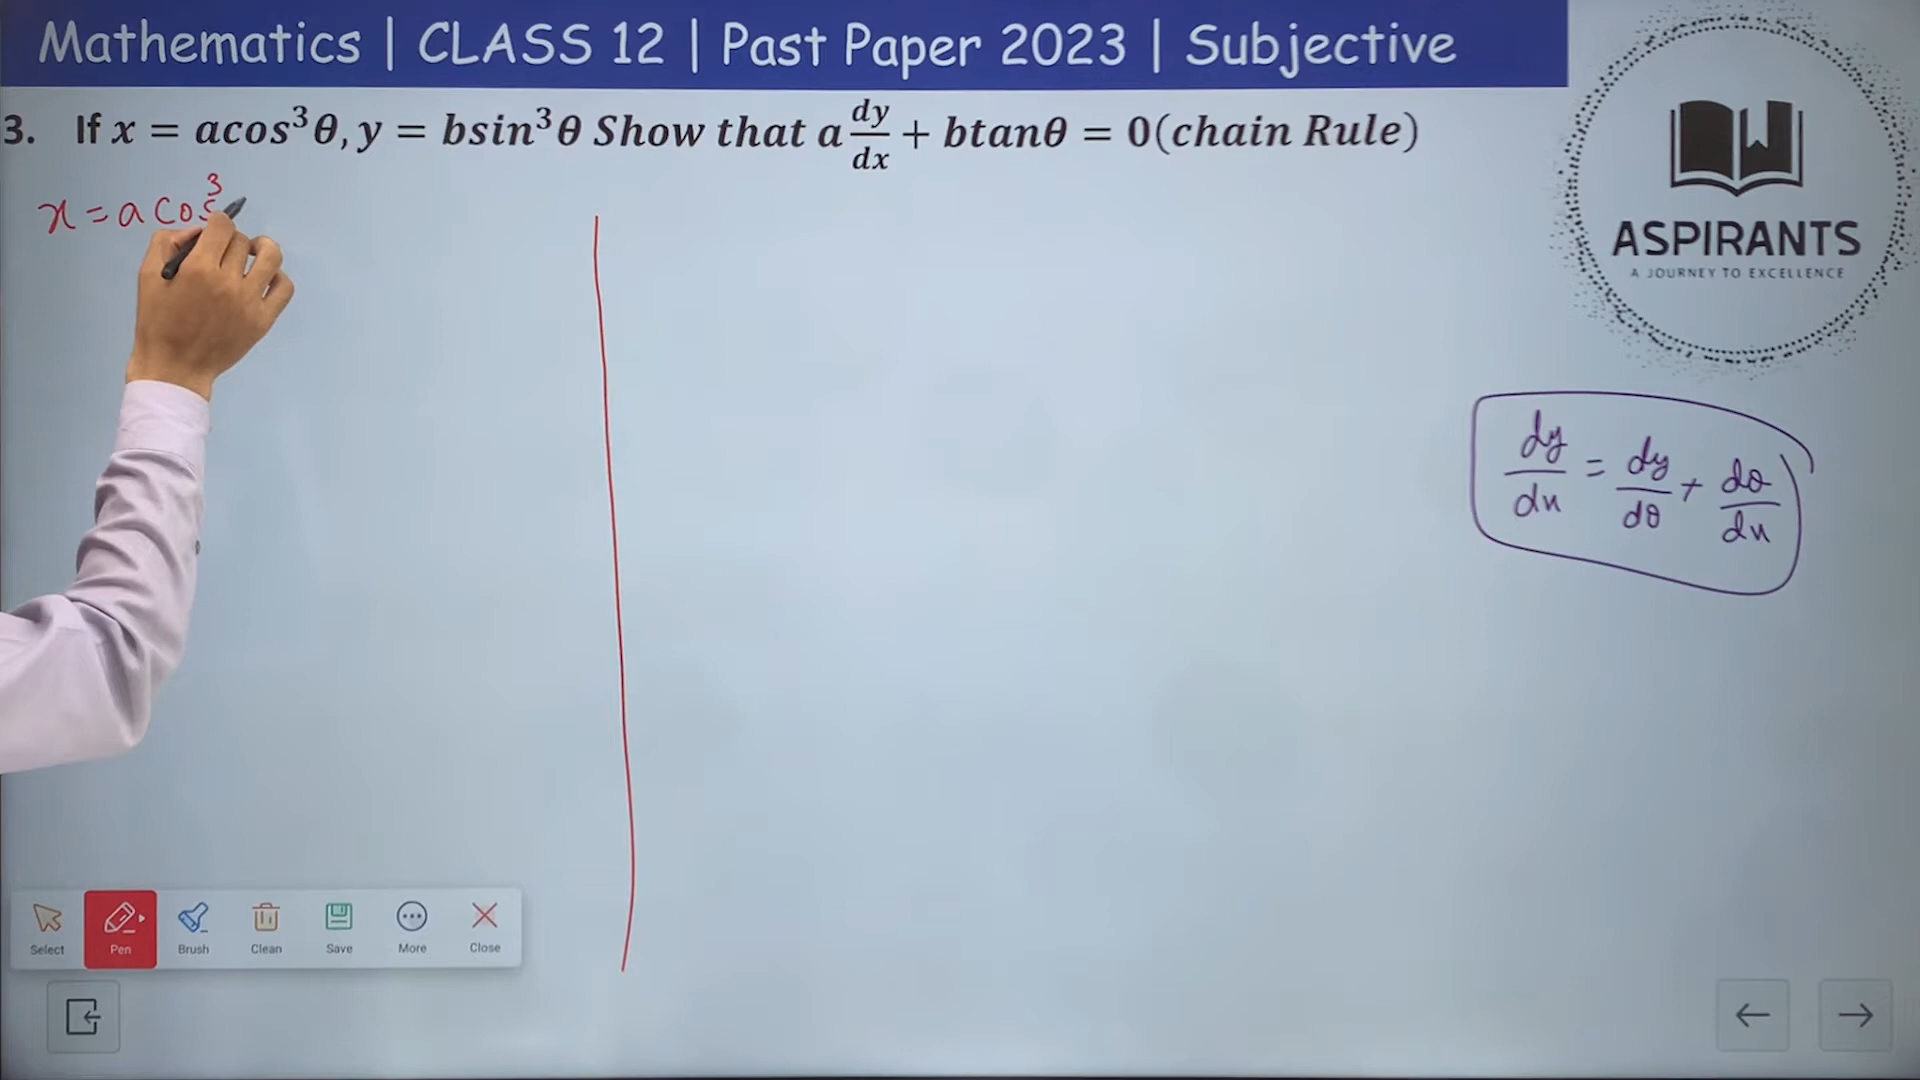 Mathematics | CLASS 12 | Past Paper 2023 | Subjective
3. If x = acos³θ, y = bsin³θ Show that a dy/dx + btanθ = 0(chain Rule)
x = a cos³
ASPIRANTS
A JOURNEY TO EXCELLENCE
dy/dx = dy/dθ + dθ/dx
Select Pen Brush Clean Save More Close